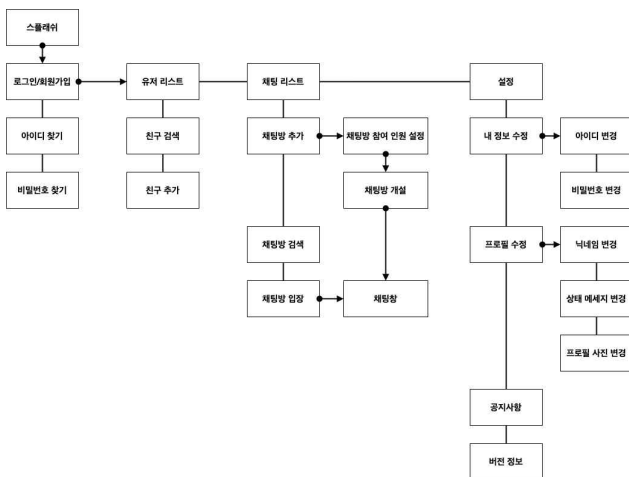 스플래쉬
로그인/회원가입
유저 리스트
채팅 리스트
설정
아이디 찾기
친구 검색
채팅방 추가
채팅방 참여 인원 설정
내 정보 수정
아이디 변경
비밀번호 찾기
친구 추가
채팅방 개설
비밀번호 변경
채팅방 검색
프로필 수정
닉네임 변경
채팅방 입장
채팅창
상태 메세지 변경
프로필 사진 변경
공지사항
버전 정보